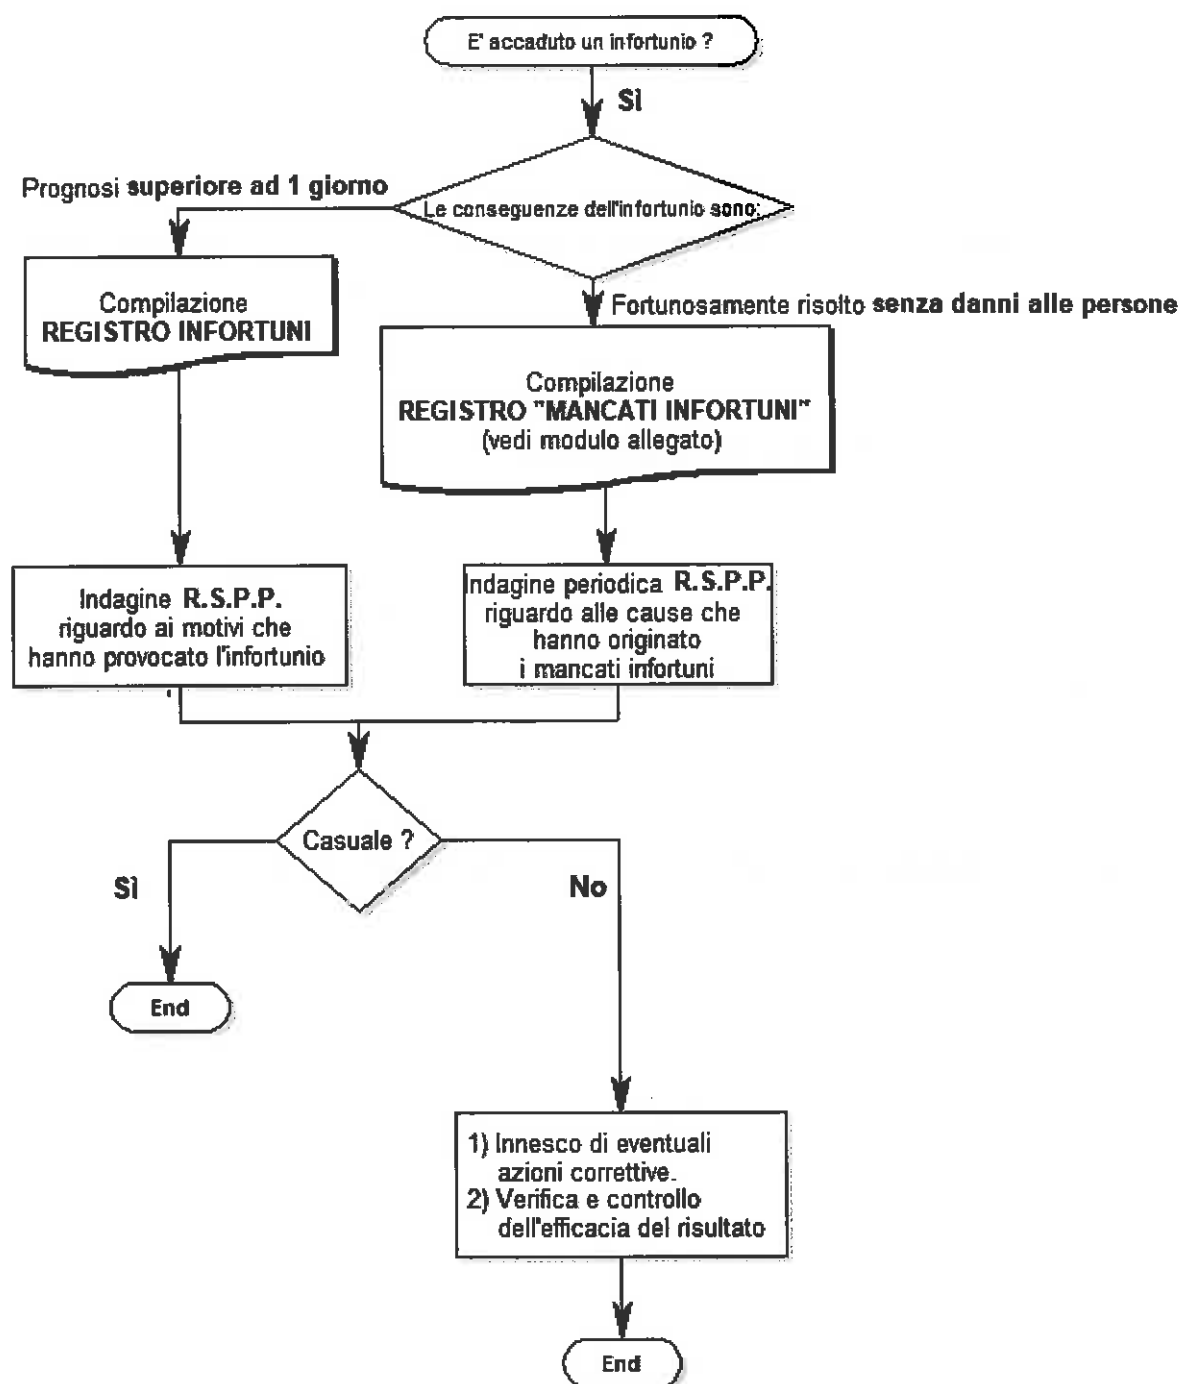 E' accaduto un infortunio ?
Sì
Prognosi superiore ad 1 giorno
Le conseguenze dell'infortunio sono:
Compilazione
REGISTRO INFORTUNI
Fortunosamente risolto senza danni alle persone
Compilazione
REGISTRO "MANCATI INFORTUNI"
(vedi modulo allegato)
Indagine R.S.P.P.
riguardo ai motivi che
hanno provocato l'infortunio
Indagine periodica R.S.P.P.
riguardo alle cause che
hanno originato
i mancati infortuni
Casuale ?
Sì
No
End
1) Innesco di eventuali
azioni correttive.
2) Verifica e controllo
dell'efficacia del risultato
End